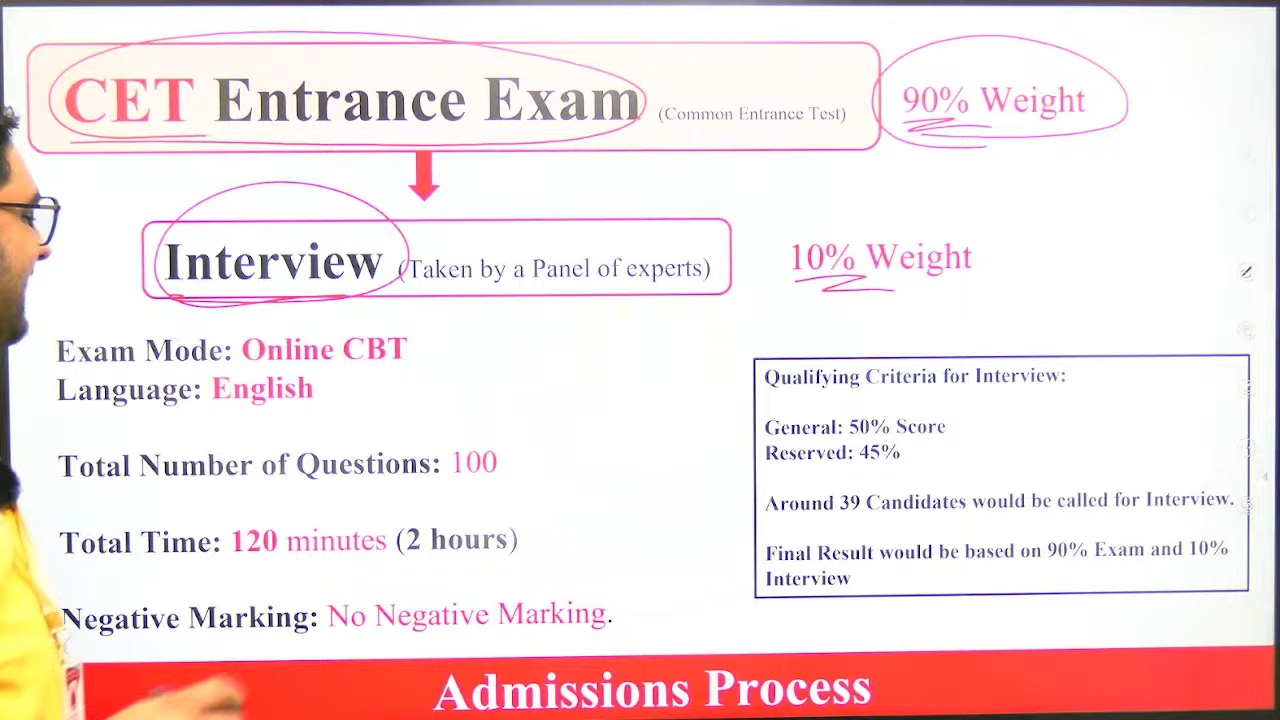 CET Entrance Exam (Common Entrance Test)
90% Weight
Interview (Taken by a Panel of experts)
10% Weight
Exam Mode: Online CBT
Language: English
Total Number of Questions: 100
Total Time: 120 minutes (2 hours)
Negative Marking: No Negative Marking.
Qualifying Criteria for Interview:
General: 50% Score
Reserved: 45%
Around 39 Candidates would be called for Interview.
Final Result would be based on 90% Exam and 10%
Interview
Admissions Process